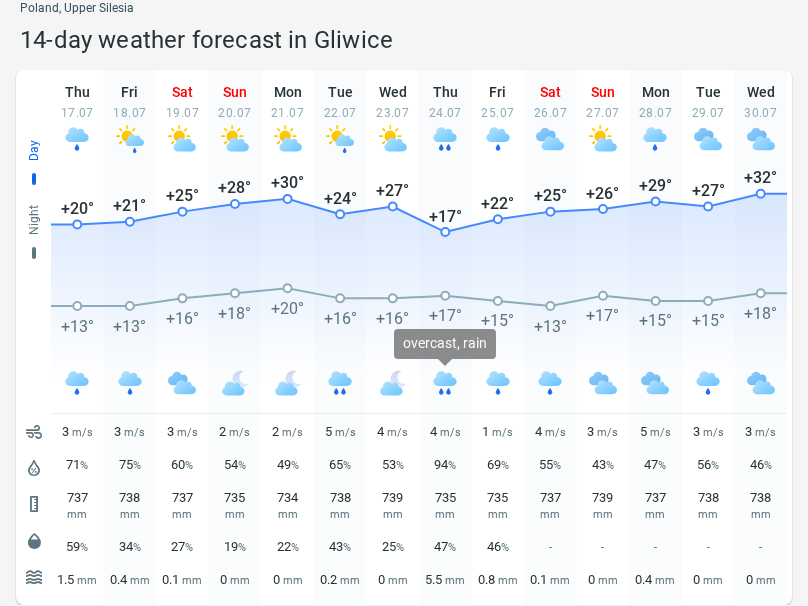 Poland, Upper Silesia
14-day weather forecast in Gliwice
Thu Fri Sat Sun Mon Tue Wed Thu Fri Sat Sun Mon Tue Wed
17.07 18.07 19.07 20.07 21.07 22.07 23.07 24.07 25.07 26.07 27.07 28.07 29.07 30.07
Day
Night
+20° +21° +25° +28° +30° +24° +27° +17° +22° +25° +26° +29° +27° +32°
+13° +13° +16° +18° +20° +16° +16° +17° +15° +13° +17° +15° +15° +18°
overcast, rain
3 m/s 3 m/s 3 m/s 2 m/s 2 m/s 5 m/s 4 m/s 4 m/s 1 m/s 4 m/s 3 m/s 5 m/s 3 m/s 3 m/s
71% 75% 60% 54% 49% 65% 53% 94% 69% 55% 43% 47% 56% 46%
737 738 737 735 734 738 739 735 735 737 739 737 738 738
mm mm mm mm mm mm mm mm mm mm mm mm mm mm
59% 34% 27% 19% 22% 43% 25% 47% 46% - - - - -
1.5 mm 0.4 mm 0.1 mm 0 mm 0 mm 0.2 mm 0 mm 5.5 mm 0.8 mm 0.1 mm 0 mm 0.4 mm 0 mm 0 mm